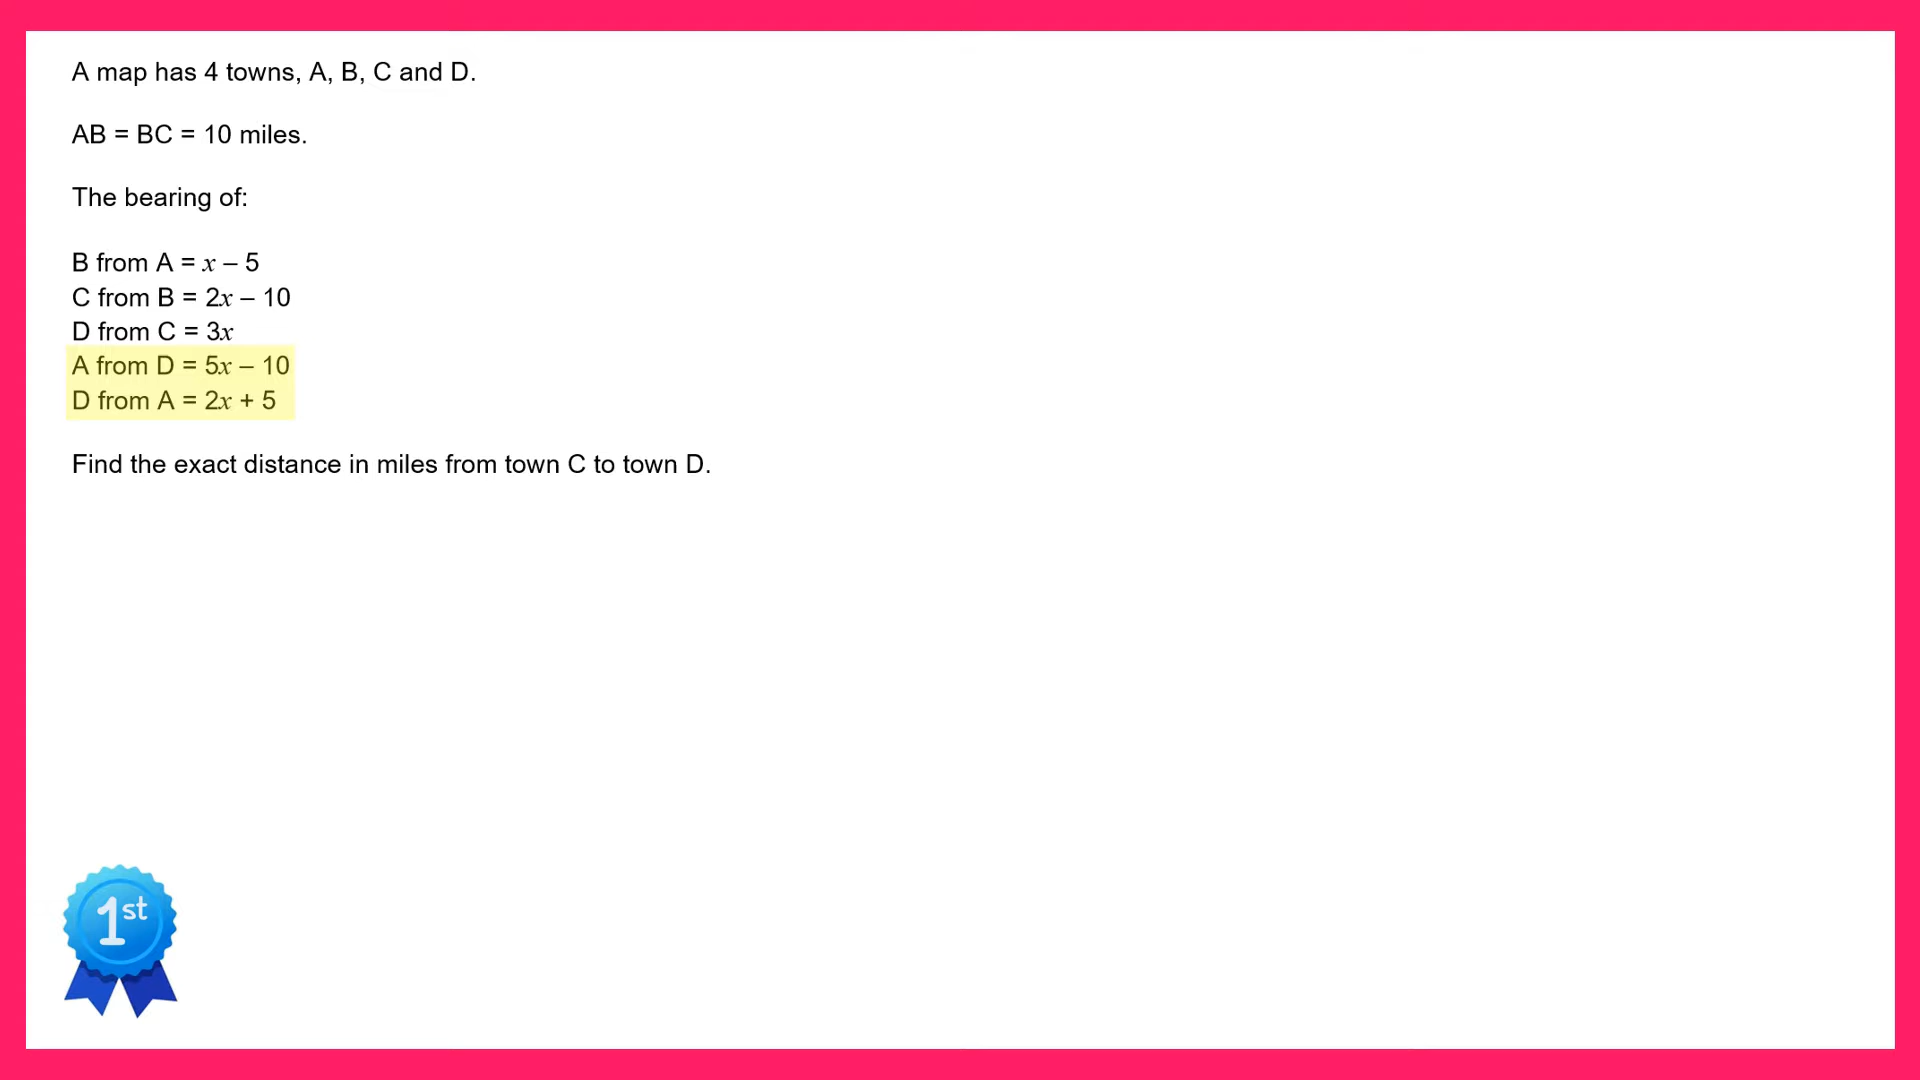 A map has 4 towns, A, B, C and D.
AB = BC = 10 miles.
The bearing of:
B from A = x – 5
C from B = 2x – 10
D from C = 3x
A from D = 5x – 10
D from A = 2x + 5
Find the exact distance in miles from town C to town D.
1st